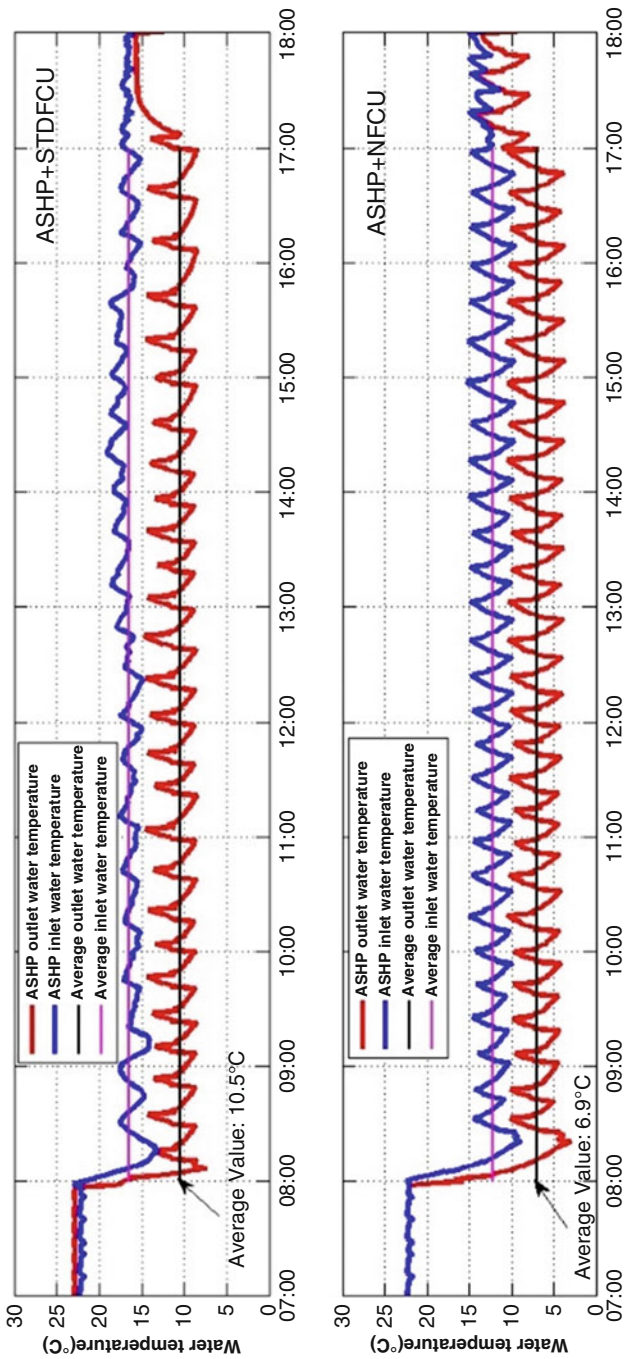 ASHP+STDFCU
ASHP outlet water temperature
ASHP inlet water temperature
Average outlet water temperature
Average inlet water temperature
Average Value: 10.5°C
Water temperature(°C)
30
25
20
15
10
5
0
07:00 08:00 09:00 10:00 11:00 12:00 13:00 14:00 15:00 16:00 17:00 18:00
ASHP+NFCU
ASHP outlet water temperature
ASHP inlet water temperature
Average outlet water temperature
Average inlet water temperature
Average Value: 6.9°C
Water temperature(°C)
30
25
20
15
10
5
0
07:00 08:00 09:00 10:00 11:00 12:00 13:00 14:00 15:00 16:00 17:00 18:00